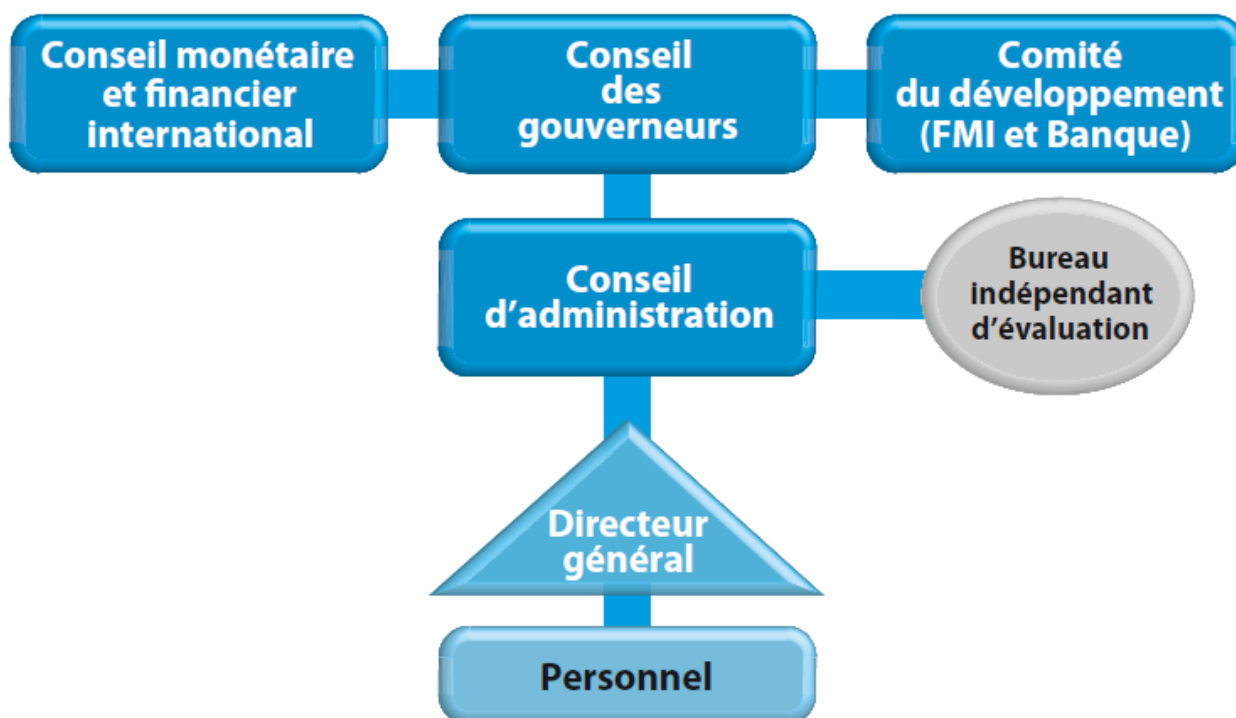 Conseil monétaire
et financier
international
Conseil
des
gouverneurs
Comité
du développement
(FMI et Banque)
Conseil
d’administration
Bureau
indépendant
d’évaluation
Directeur
général
Personnel